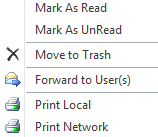 Mark As Read
Mark As UnRead
Move to Trash
Forward to User(s)
Print Local
Print Network